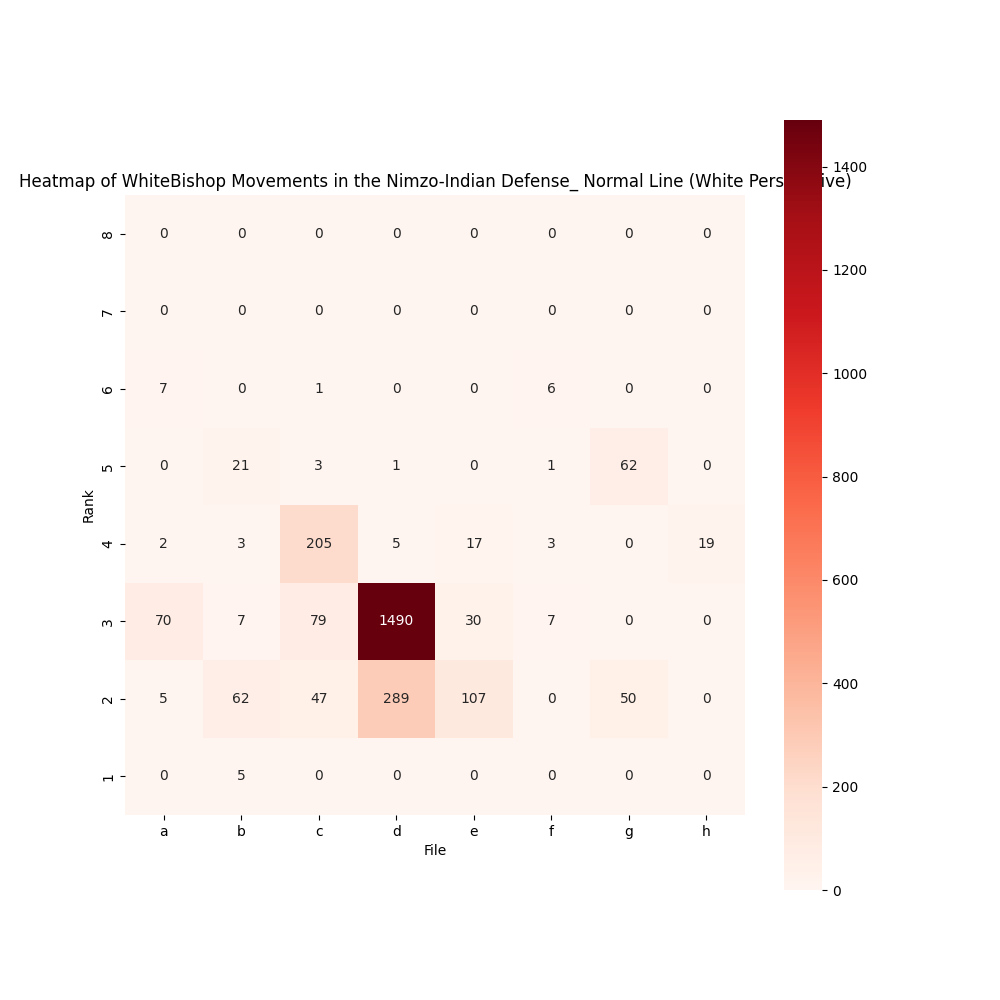 Heatmap of WhiteBishop Movements in the Nimzo-Indian Defense_ Normal Line (White Pers ive)
8 0 0 0 0 0 0 0 0
7 0 0 0 0 0 0 0 0
6 7 0 1 0 0 6 0 0
5 0 21 3 1 0 1 62 0
4 2 3 205 5 17 3 0 19
3 70 7 79 1490 30 7 0 0
2 5 62 47 289 107 0 50 0
1 0 5 0 0 0 0 0 0
a b c d e f g h
File
Rank
1400
1200
1000
800
600
400
200
0